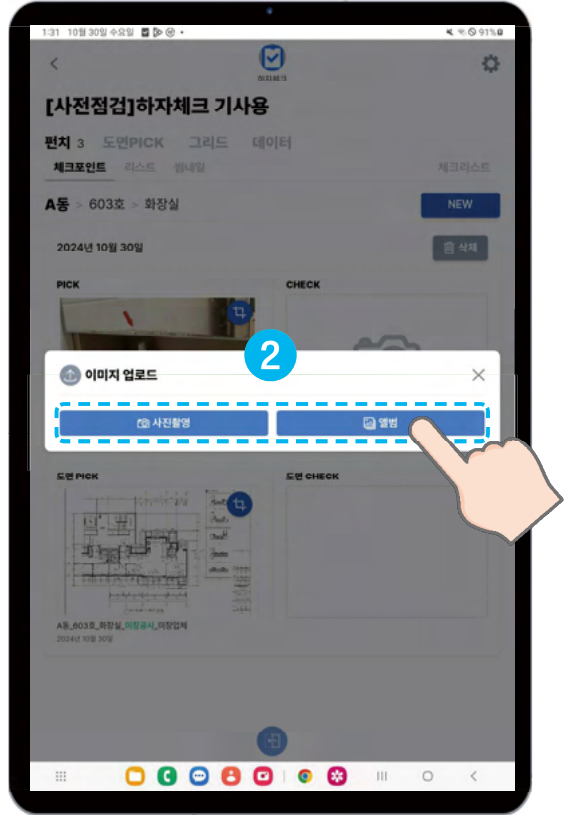 1:31 10월 30일 수요일
91%
하자체크
[사전점검]하자체크 기사용
펀치 3 도면PICK 그리드 데이터
체크포인트 리스트 썸네일 체크리스트
A동 > 603호 > 화장실
NEW
2024년 10월 30일
삭제
PICK
CHECK
2
이미지 업로드
사진촬영
앨범
도면 PICK
도면 CHECK
A동_603호_화장실_미장공사_미장업체
2024년 10월 30일